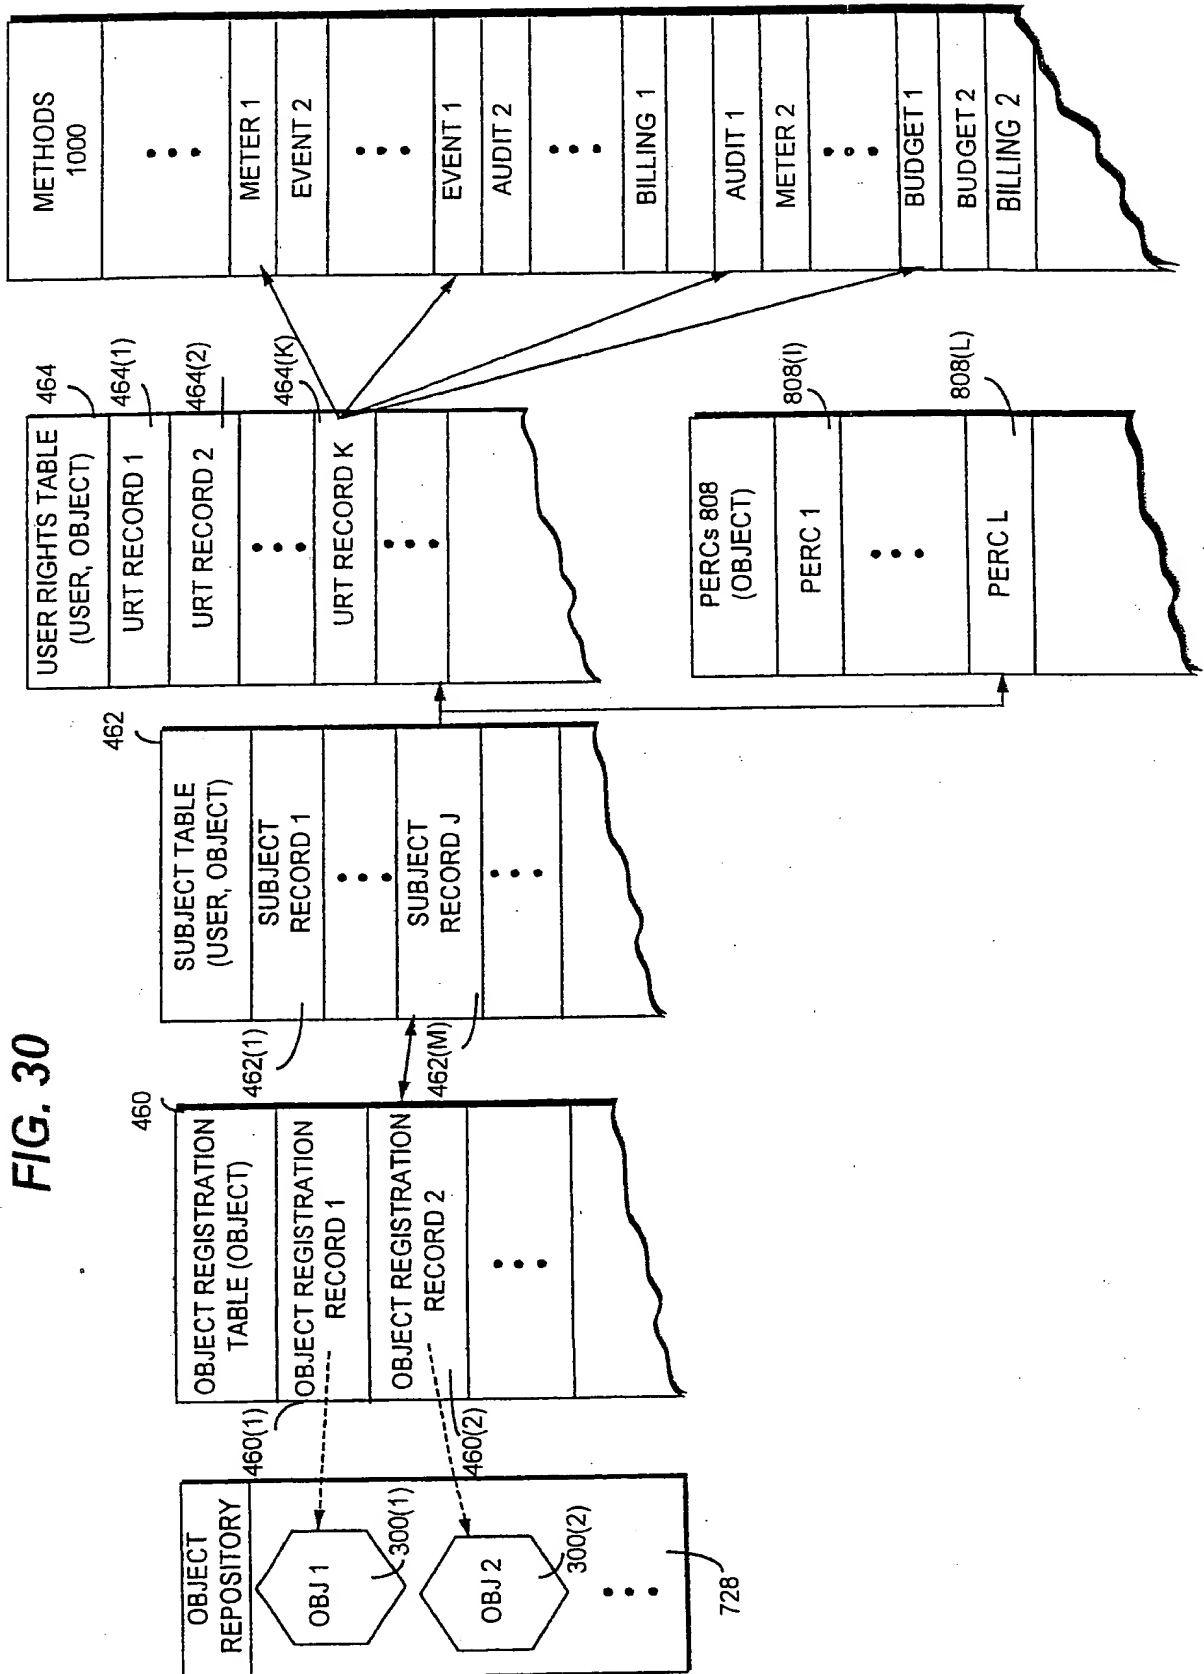 FIG. 30
OBJECT
REPOSITORY
OBJ 1
300(1)
OBJ 2
300(2)
728
460
OBJECT REGISTRATION
TABLE (OBJECT)
460(1)
OBJECT REGISTRATION
RECORD 1
460(2)
OBJECT REGISTRATION
RECORD 2
462
SUBJECT TABLE
(USER, OBJECT)
462(1)
SUBJECT
RECORD 1
462(M)
SUBJECT
RECORD J
USER RIGHTS TABLE
(USER, OBJECT)
464
URT RECORD 1
464(1)
URT RECORD 2
464(2)
URT RECORD K
464(K)
PERCs 808
(OBJECT)
PERC 1
808(I)
PERC L
808(L)
METHODS
1000
METER 1
EVENT 2
EVENT 1
AUDIT 2
BILLING 1
AUDIT 1
METER 2
BUDGET 1
BUDGET 2
BILLING 2